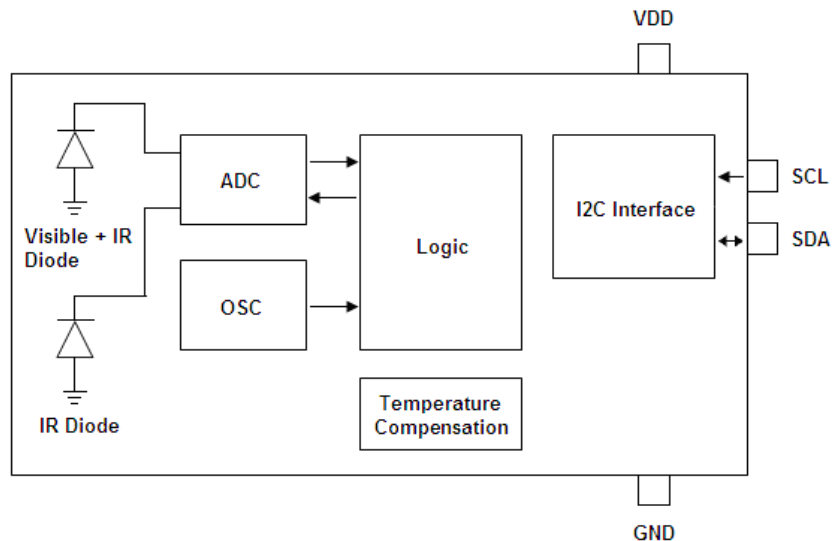 VDD
ADC
SCL
I2C Interface
Visible + IR
Diode
SDA
Logic
OSC
Temperature
Compensation
IR Diode
GND